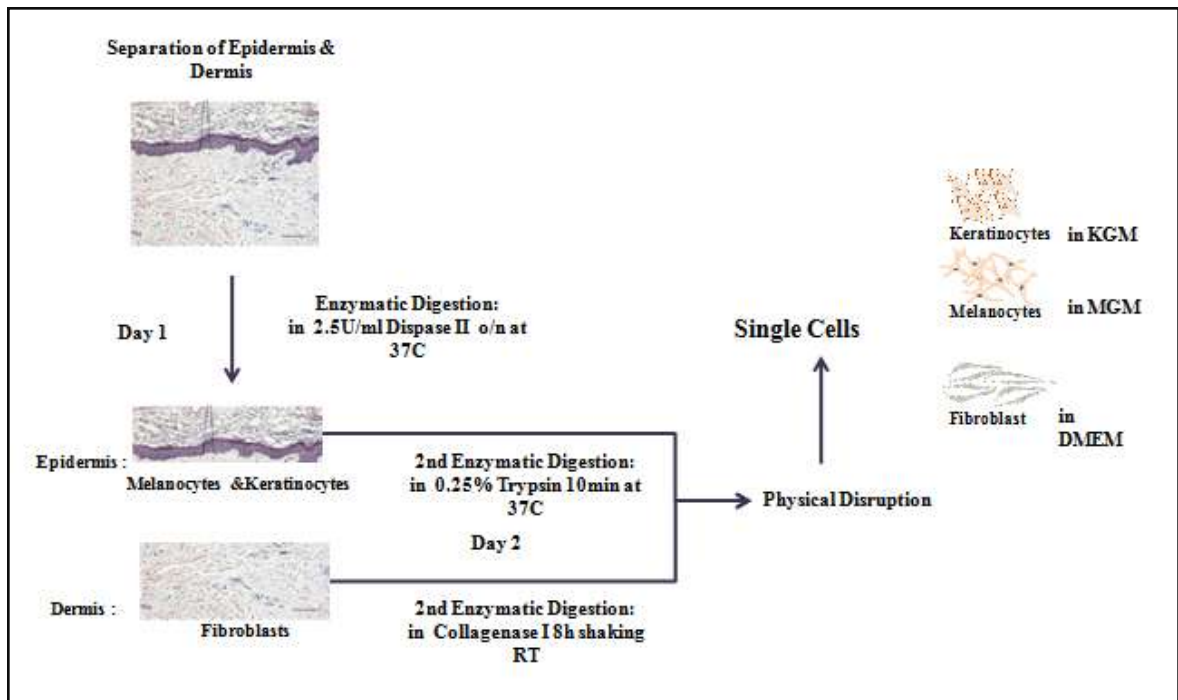 Separation of Epidermis &
Dermis
Day 1
Enzymatic Digestion:
in 2.5U/ml Dispase II o/n at
37C
Epidermis :
Melanocytes &Keratinocytes
2nd Enzymatic Digestion:
in 0.25% Trypsin 10min at
37C
Day 2
Dermis :
Fibroblasts
2nd Enzymatic Digestion:
in Collagenase I 8h shaking
RT
Physical Disruption
Single Cells
Keratinocytes in KGM
Melanocytes in MGM
Fibroblast in
DMEM